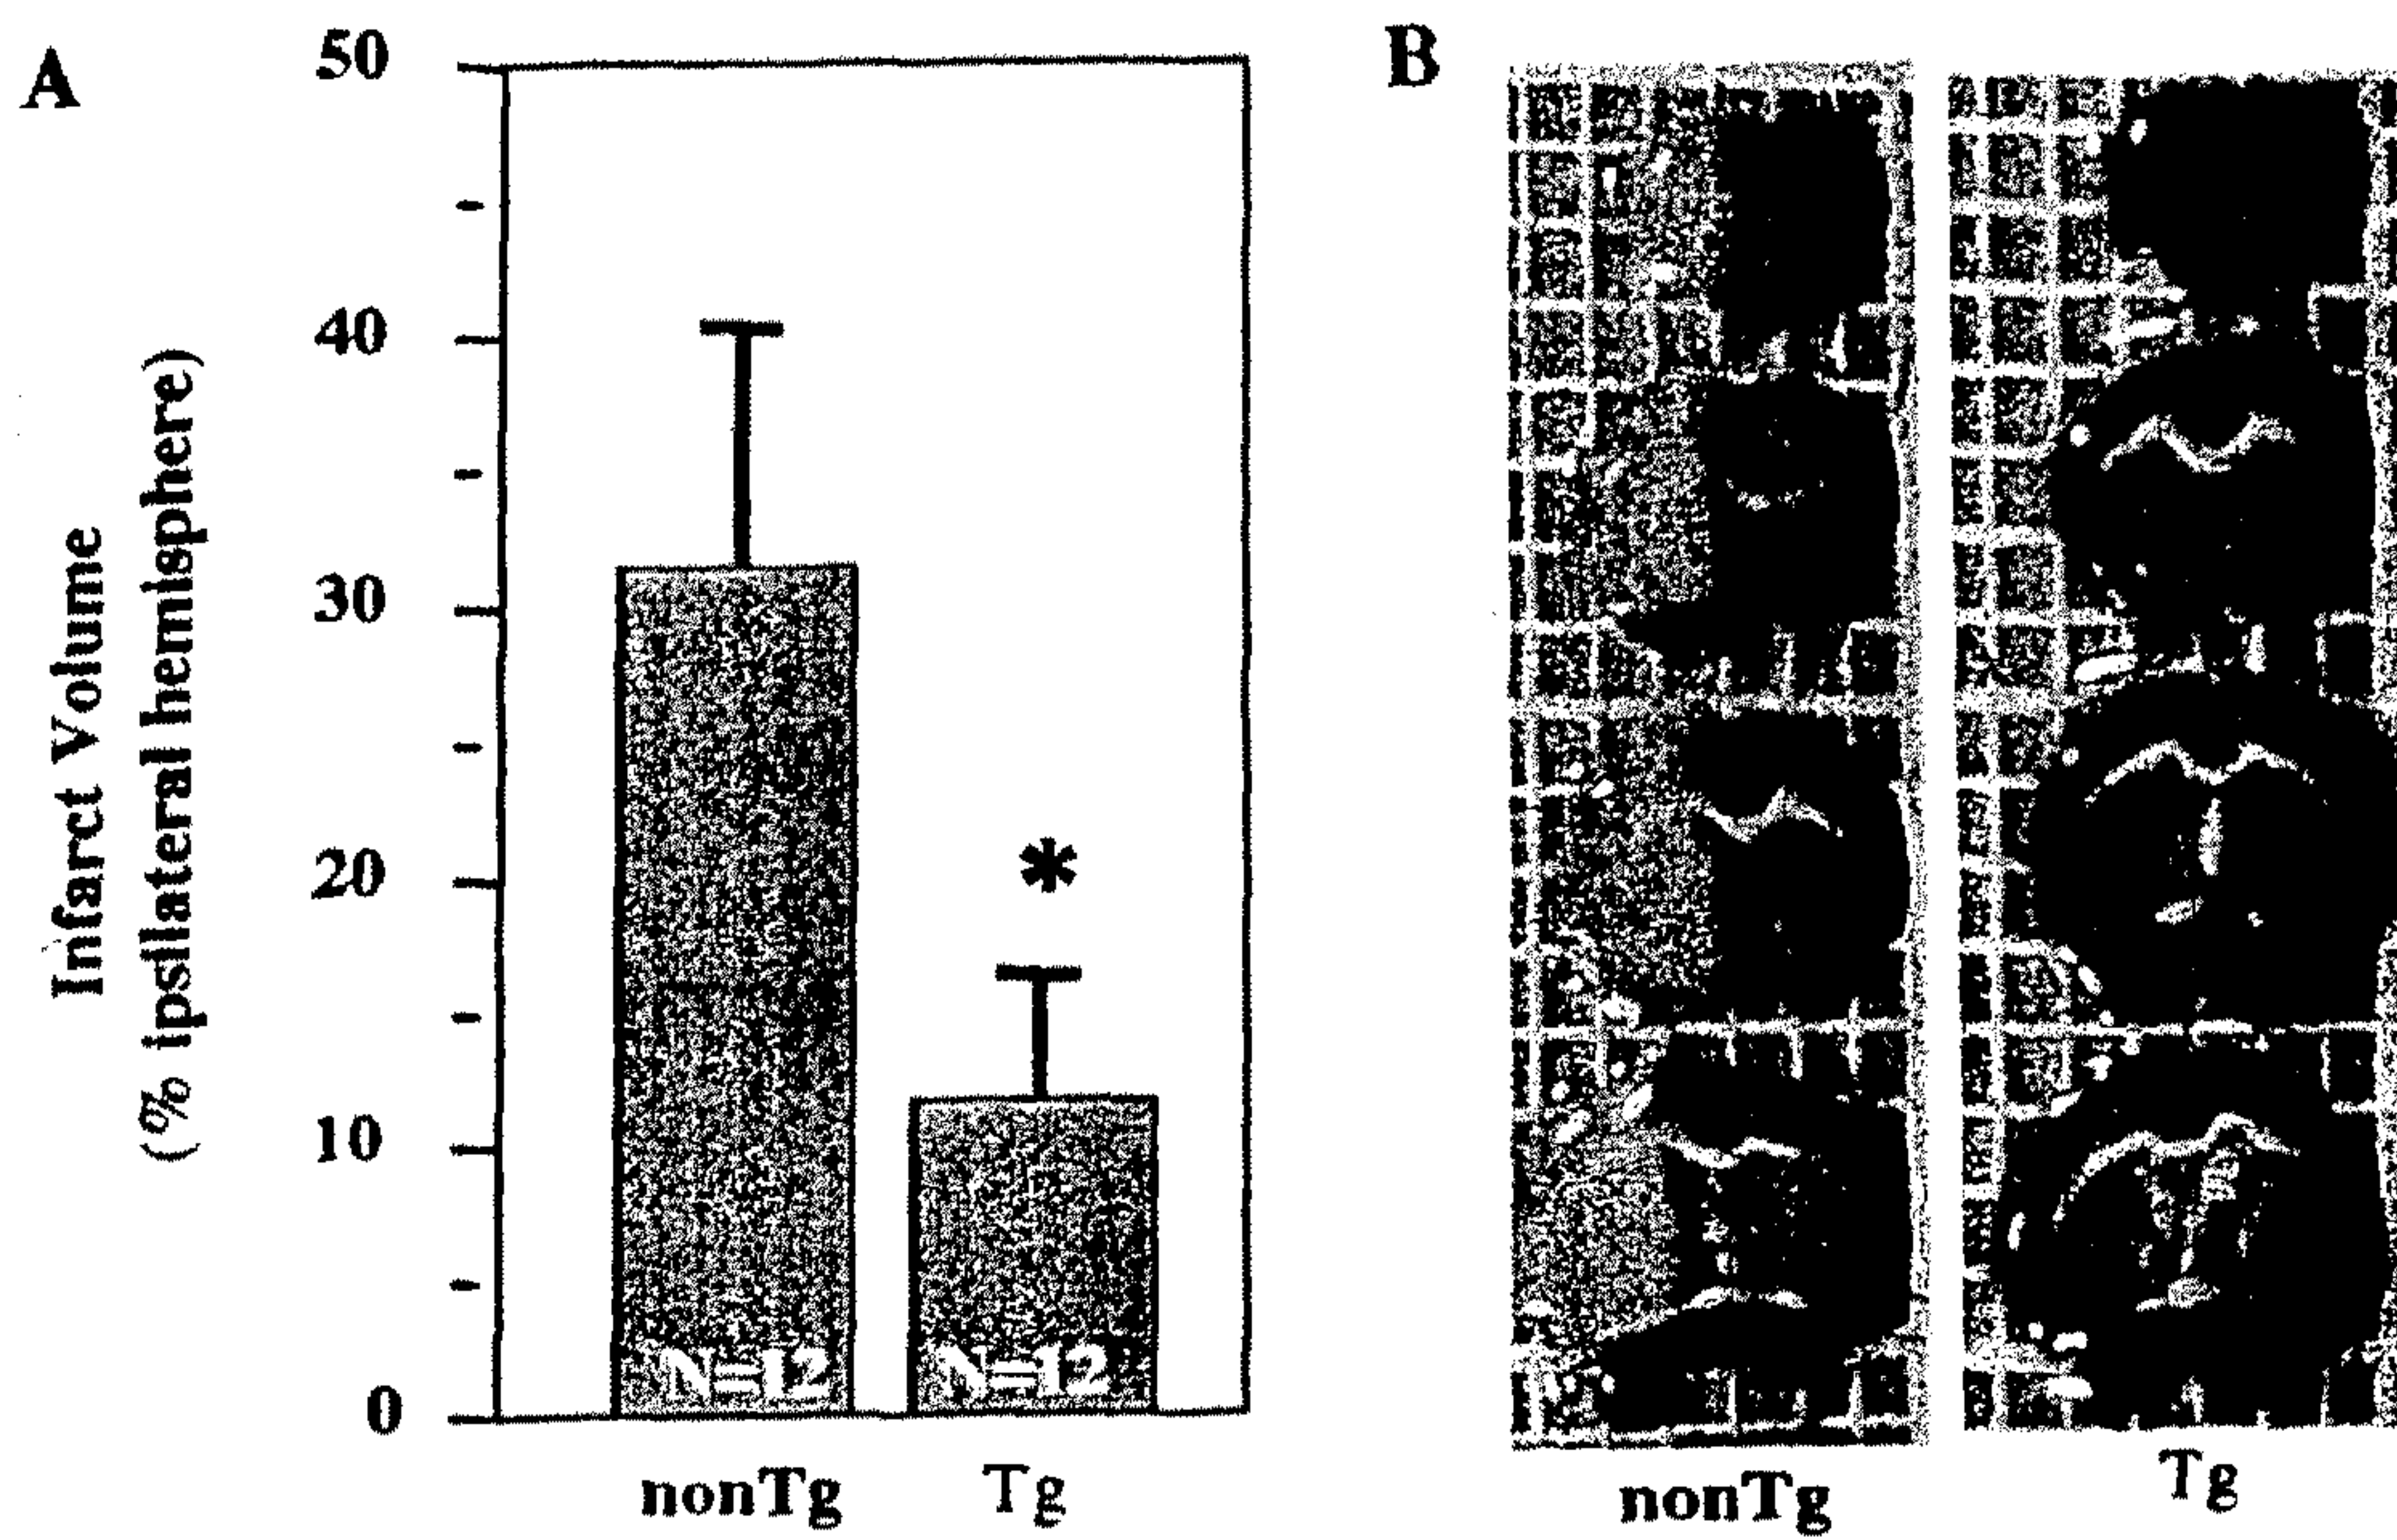 A
50
40
30
20
10
0
Infarct Volume
(% ipsilateral hemisphere)
*
N=12
N=12
nonTg
Tg
B
nonTg
Tg